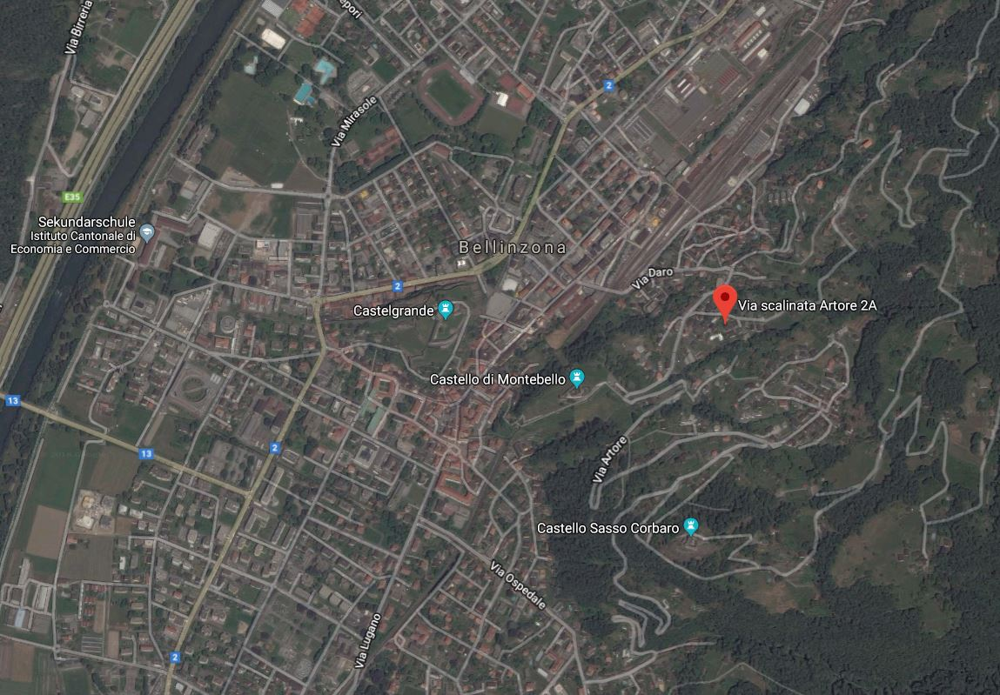 Via Birreria
pori
Via Mirasole
2
E35
Sekundarschule
Istituto Cantonale di
Economia e Commercio
Bellinzona
2
Via Daro
Castelgrande
Via scalinata Artore 2A
Castello di Montebello
13
13
2
Via Artore
Castello Sasso Corbaro
Via Ospedale
Via Lugano
2